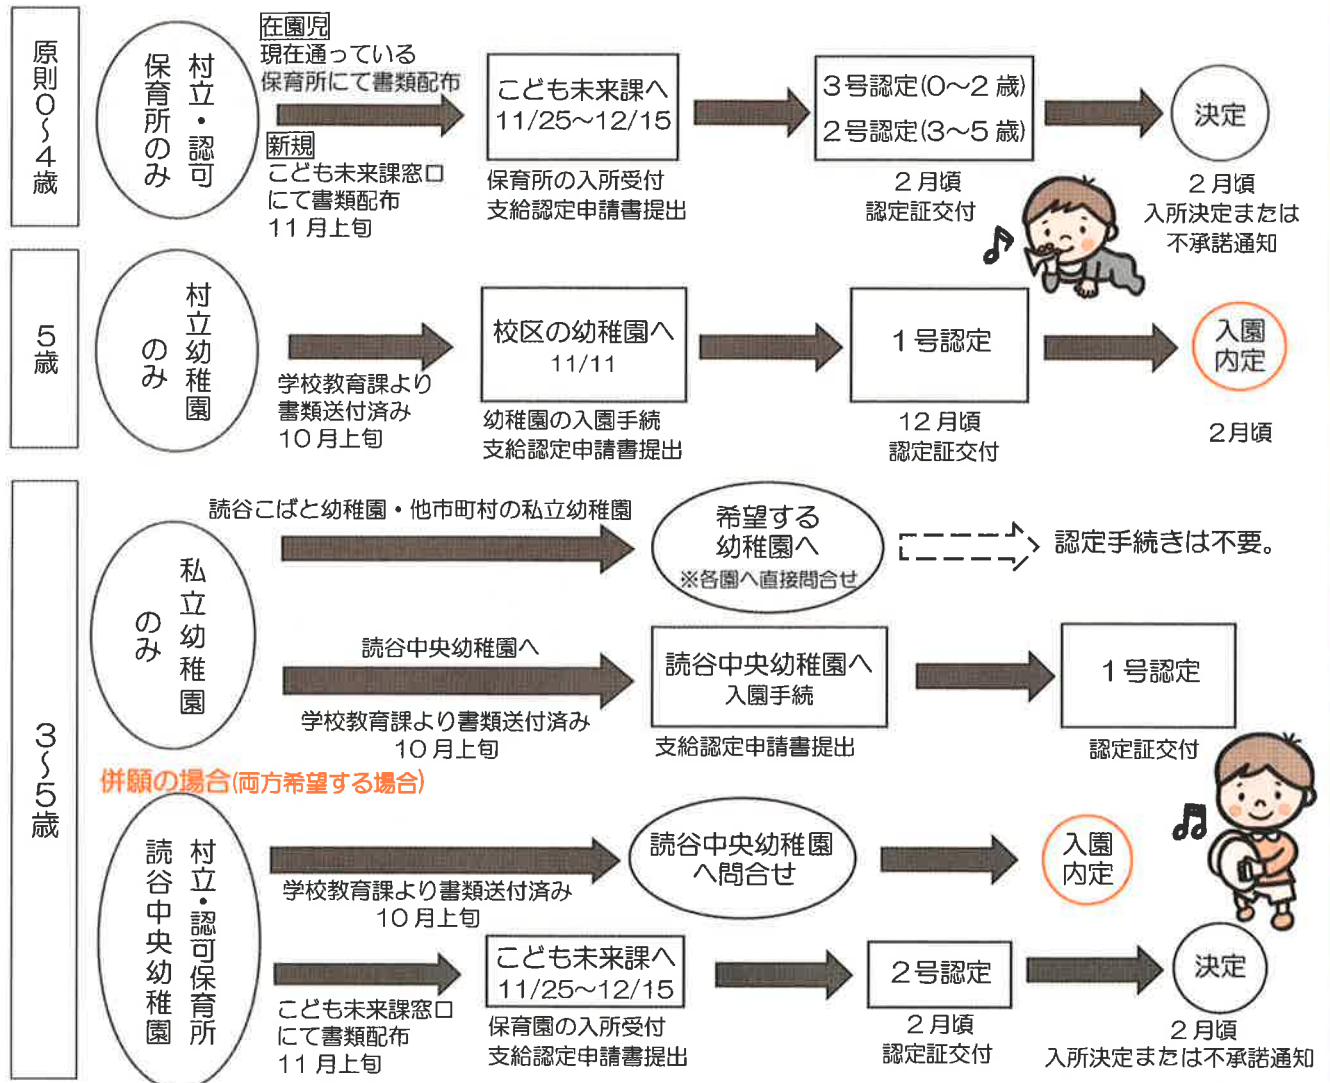 原則０～４歳
村立・認可
保育所のみ
在園児
現在通っている
保育所にて書類配布
新規
こども未来課窓口
にて書類配布
11月上旬
こども未来課へ
11/25～12/15
保育所の入所受付
支給認定申請書提出
３号認定(０～２歳)
２号認定(３～５歳)
２月頃
認定証交付
決定
２月頃
入所決定または
不承諾通知
５歳
村立幼稚園
のみ
学校教育課より
書類送付済み
10月上旬
校区の幼稚園へ
11/11
幼稚園の入園手続
支給認定申請書提出
１号認定
12月頃
認定証交付
入園
内定
２月頃
３～５歳
私立幼稚園
のみ
読谷こばと幼稚園・他市町村の私立幼稚園
希望する
幼稚園へ
※各園へ直接問合せ
認定手続きは不要。
読谷中央幼稚園へ
学校教育課より書類送付済み
10月上旬
読谷中央幼稚園へ
入園手続
支給認定申請書提出
１号認定
認定証交付
併願の場合(両方希望する場合)
村立・認可保育所
読谷中央幼稚園
学校教育課より書類送付済み
10月上旬
読谷中央幼稚園
へ問合せ
入園
内定
こども未来課窓口
にて書類配布
11月上旬
こども未来課へ
11/25～12/15
保育園の入所受付
支給認定申請書提出
２号認定
２月頃
認定証交付
決定
２月頃
入所決定または不承諾通知